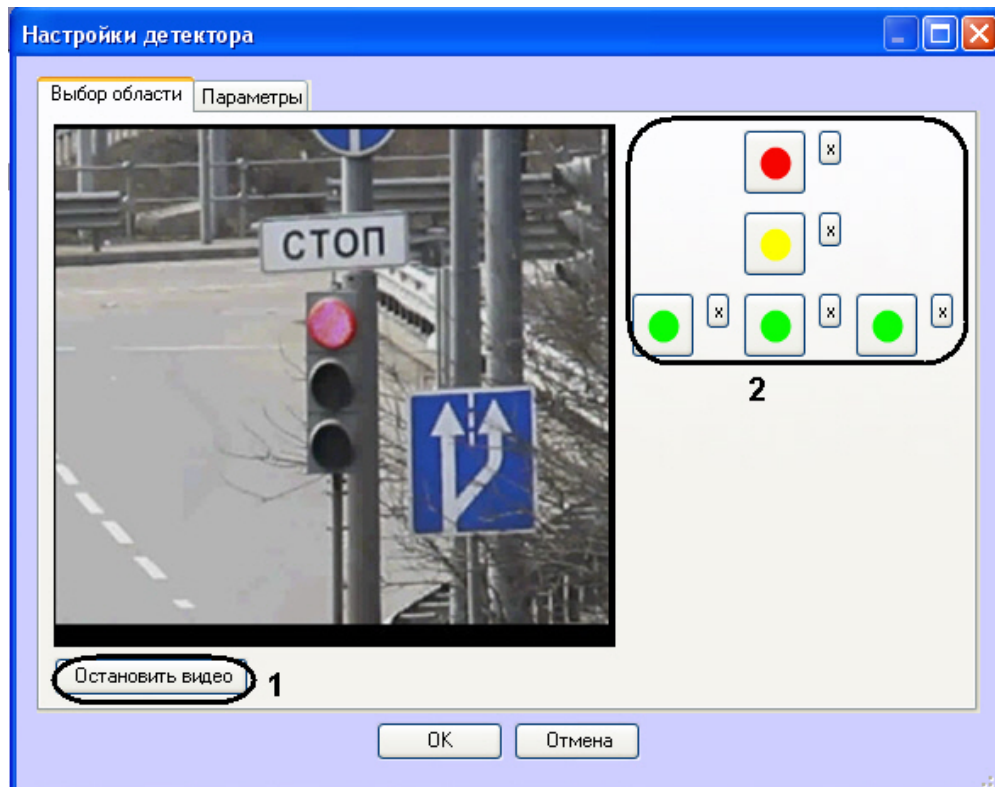 Настройки детектора
Выбор области
Параметры
СТОП
x
x
x
x
x
2
Остановить видео
1
OK
Отмена